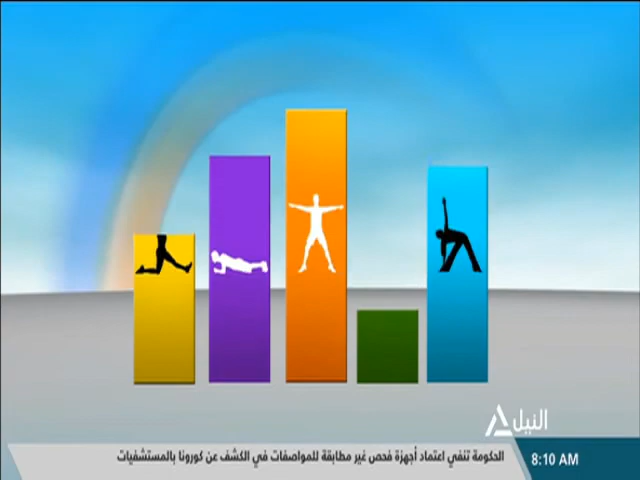 النيل
الحكومة تنفي اعتماد أجهزة فحص غير مطابقة للمواصفات في الكشف عن كورونا بالمستشفيات
8:10 AM